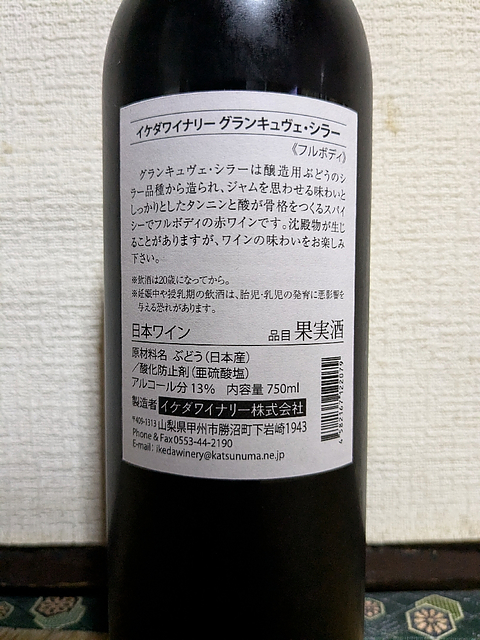 イケダワイナリー グランキュヴェ・シラー
《フルボディ》
グランキュヴェ・シラーは醸造用ぶどうのシ
ラー品種から造られ、ジャムを思わせる味わいと
しっかりとしたタンニンと酸が骨格をつくるスパイ
シーでフルボディの赤ワインです。沈殿物が生じ
ることがありますが、ワインの味わいをお楽しみ
下さい。
※飲酒は20歳になってから。
※妊娠中や授乳期の飲酒は、胎児・乳児の発育に悪影響を
与える恐れがあります。
日本ワイン 品目 果実酒
原材料名 ぶどう(日本産)
/酸化防止剤(亜硫酸塩)
アルコール分 13% 内容量 750ml
製造者 イケダワイナリー株式会社
〒409-1313 山梨県甲州市勝沼町下岩崎1943
Phone & Fax 0553-44-2190
E-mail: ikedawinery@katsunuma.ne.jp
4 582167 122079